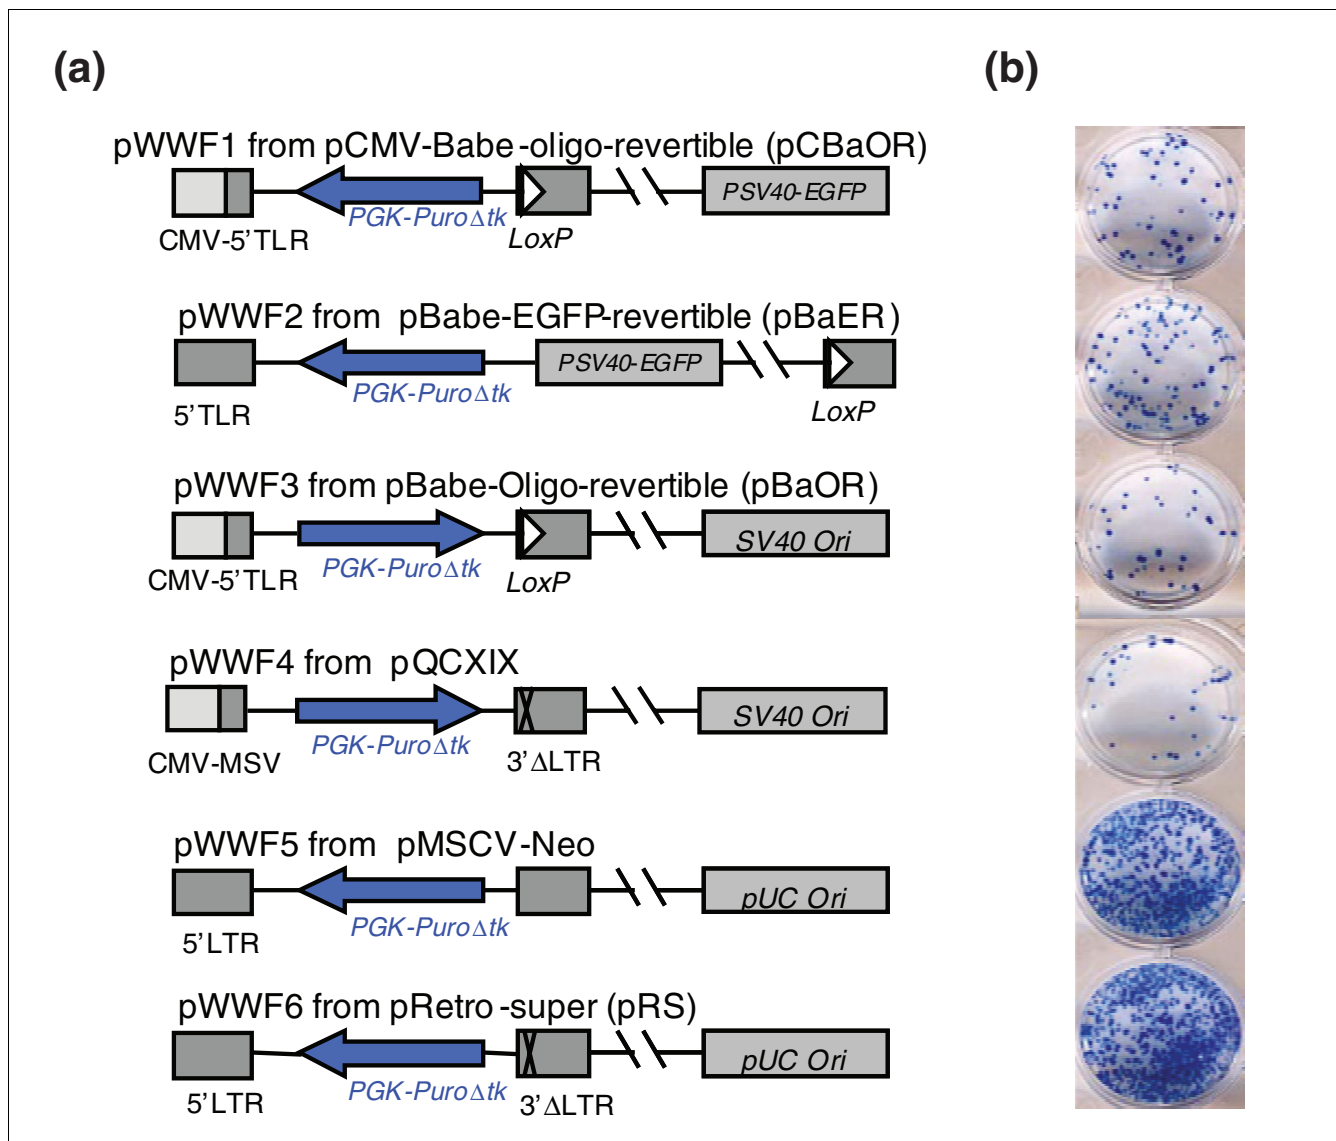 (a)
(b)
pWWF1 from pCMV-Babe-oligo-revertible (pCBaOR)
PSV40-EGFP
PGK-PuroΔtk
CMV-5'TLR
LoxP
pWWF2 from pBabe-EGFP-revertible (pBaER)
PSV40-EGFP
PGK-PuroΔtk
5'TLR
LoxP
pWWF3 from pBabe-Oligo-revertible (pBaOR)
SV40 Ori
PGK-PuroΔtk
CMV-5'TLR
LoxP
pWWF4 from pQCXIX
SV40 Ori
PGK-PuroΔtk
CMV-MSV
3'ΔLTR
pWWF5 from pMSCV-Neo
pUC Ori
PGK-PuroΔtk
5'LTR
pWWF6 from pRetro-super (pRS)
pUC Ori
PGK-PuroΔtk
5'LTR
3'ΔLTR